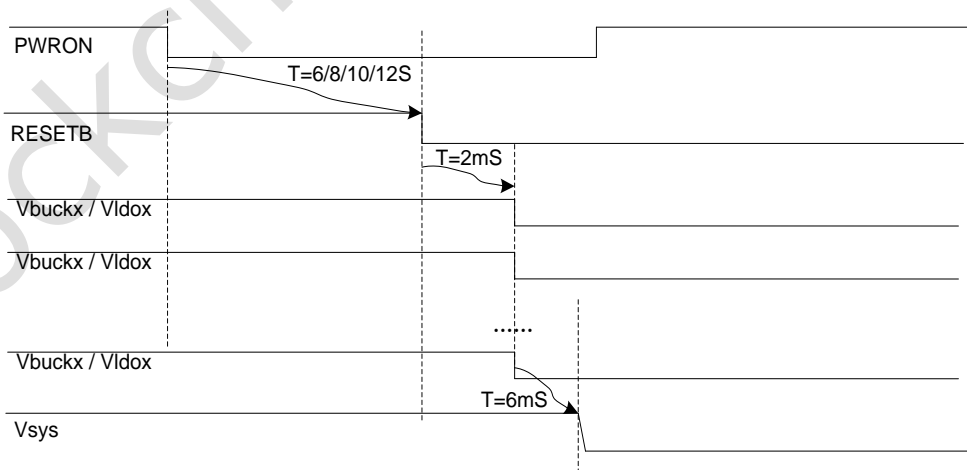 PWRON
T=6/8/10/12S
RESETB
T=2mS
Vbuckx / Vldox
Vbuckx / Vldox
......
Vbuckx / Vldox
T=6mS
Vsys